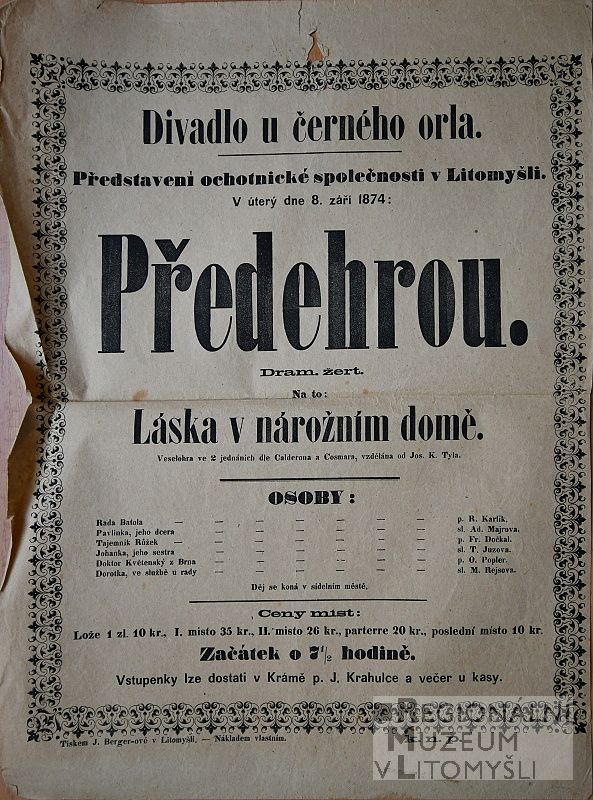 Divadlo u černého orla.
Představení ochotnické společnosti v Litomyšli.
V úterý dne 8. září 1874:
Předehrou.
Dram. žert.
Na to:
Láska v nárožním domě.
Veselohra ve 2 jednáních dle Calderona a Cosmara, vzdělána od Jos. K. Tyla.
OSOBY:
Rada Batola — — — — — — — p. R. Karlík.
Pavlinka, jeho dcera — — — — — — sl. Ad. Majrova.
Tajemník Růžek — — — — — — — p. Fr. Dočkal.
Johanka, jeho sestra — — — — — — sl. T. Juzova.
Doktor Květenský z Brna — — — — — — p. O. Popler.
Dorotka, ve službě u rady — — — — — — sl. M. Rejsova.
Děj se koná v sídelním městě.
Ceny míst:
Lože 1 zl. 10 kr., I. místo 35 kr., II. místo 26 kr., parterre 20 kr., poslední místo 10 kr.
Začátek o 7½ hodině.
Vstupenky lze dostati v Krámě p. J. Krahulce a večer u kasy.
Tiskem J. Berger-ové v Litomyšli, — Nákladem vlastním.
k. n. p.
REGIONÁLNÍ
MUZEUM
V LITOMYŠLI